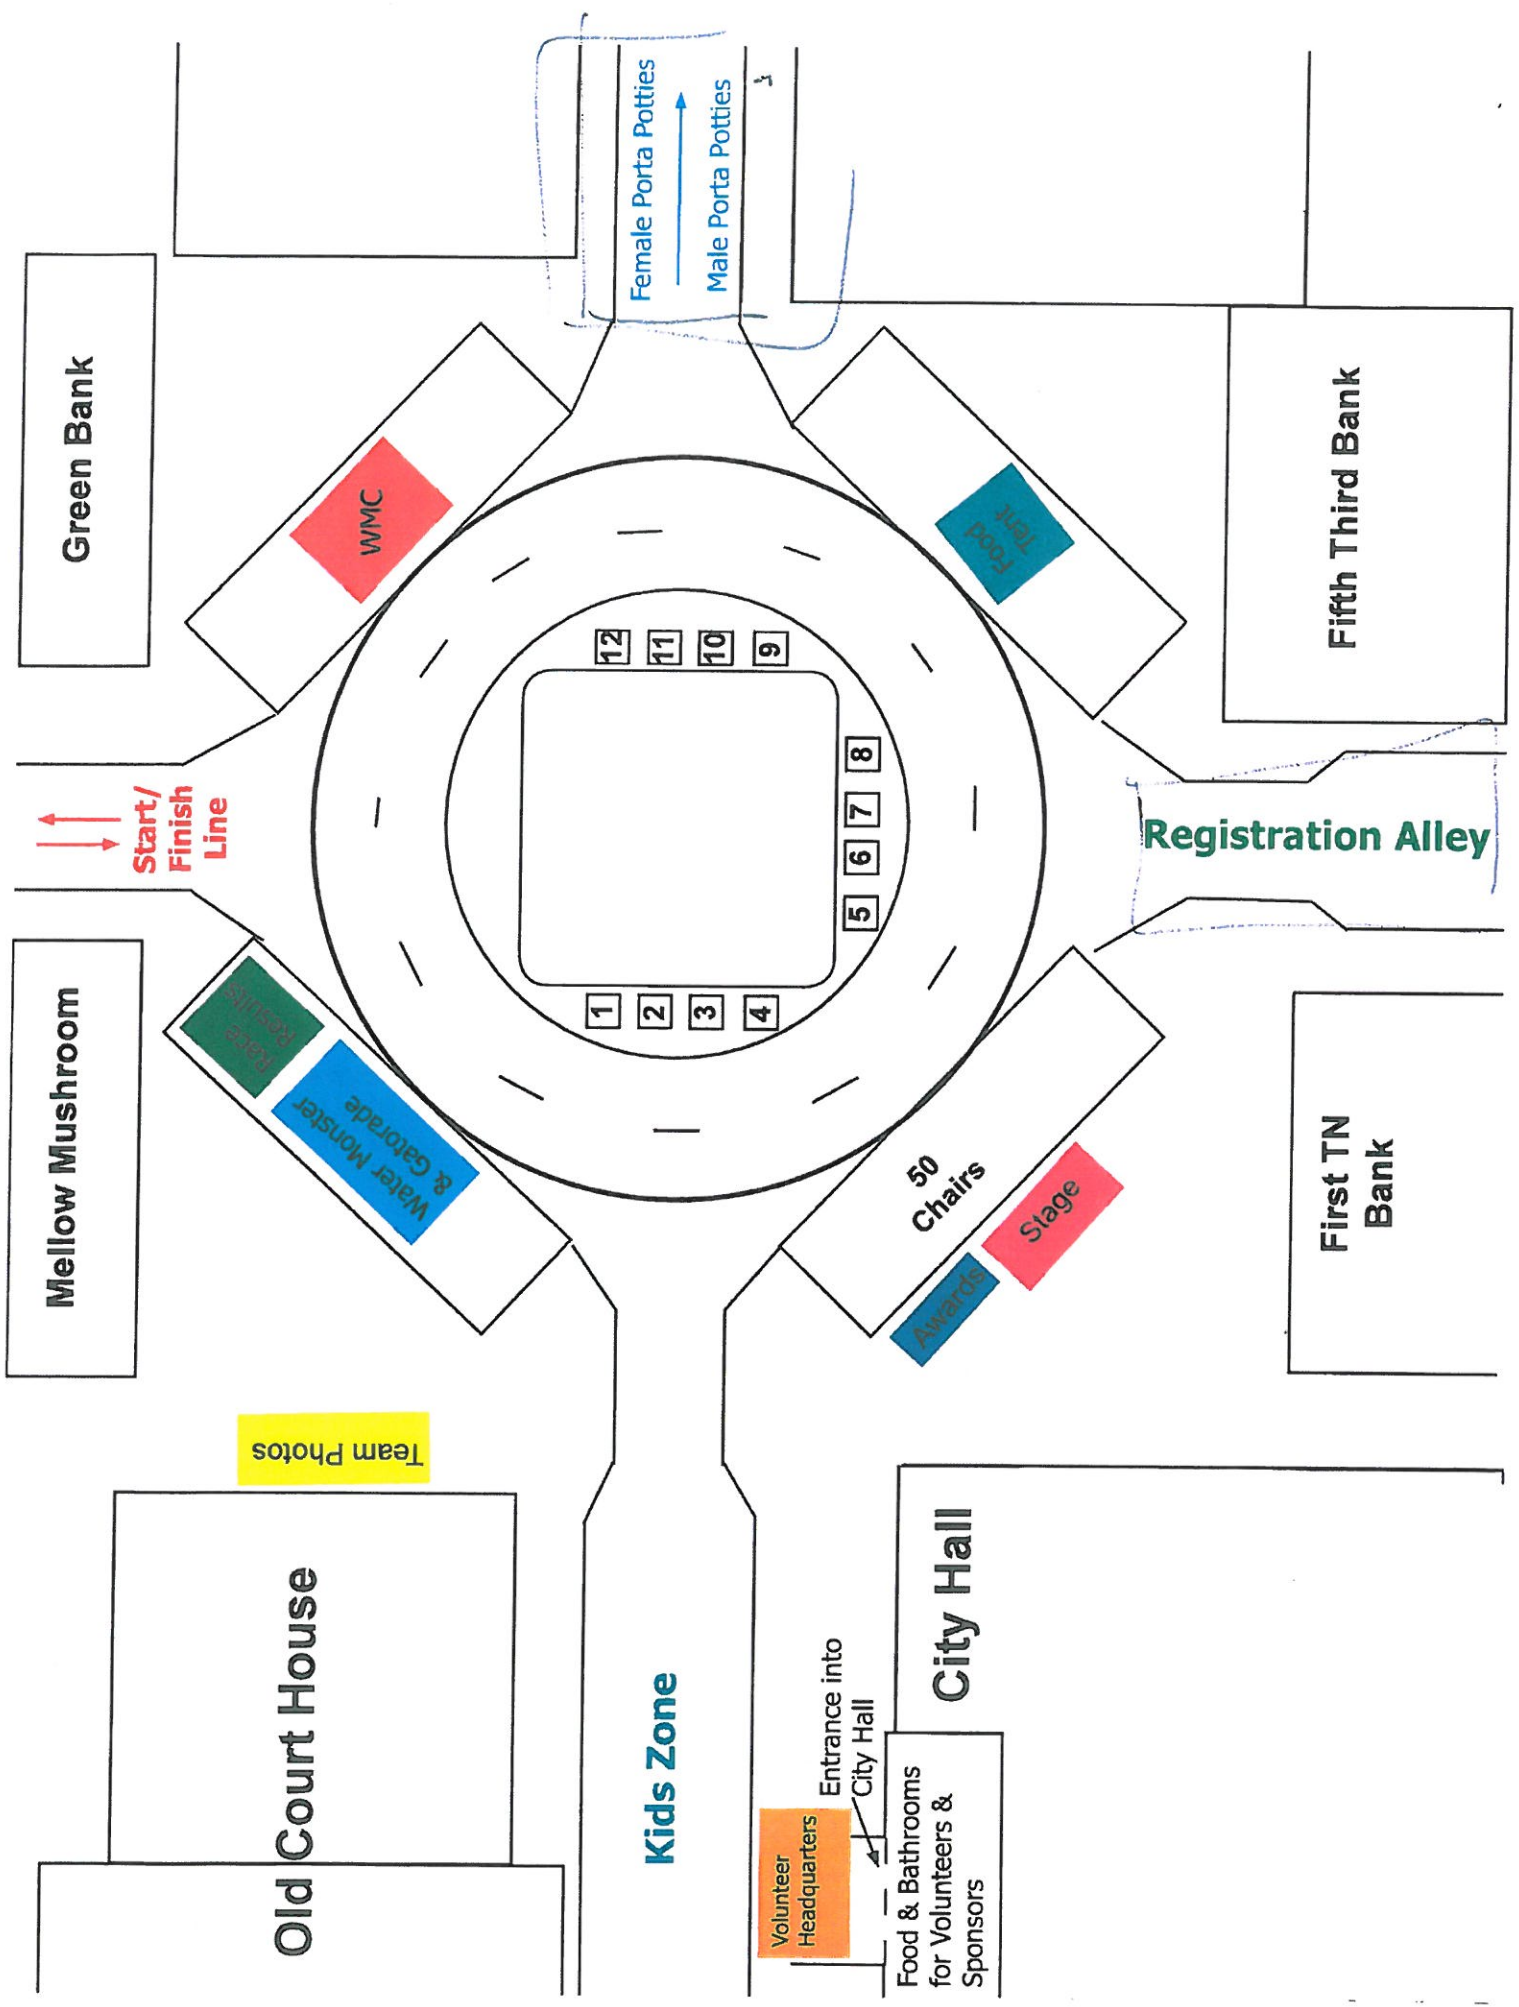 Old Court House
Team Photos
Mellow Mushroom
Start/
Finish
Line
Green Bank
Race
Results
Water Monster
& Gatorade
WMC
Kids Zone
1
2
3
4
5
6
7
8
9
10
11
12
Female Porta Potties
Male Porta Potties
Volunteer
Headquarters
Entrance into
City Hall
Food & Bathrooms
for Volunteers &
Sponsors
City Hall
50
Chairs
Awards
Stage
Food
Tent
First TN
Bank
Registration Alley
Fifth Third Bank